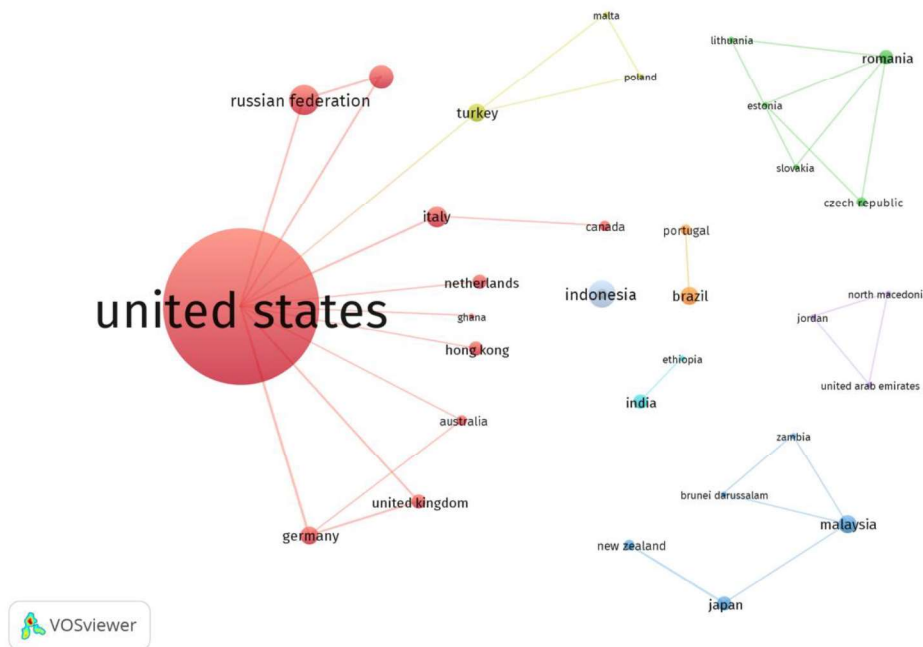 malta
lithuania
romania
poland
russian federation
turkey
estonia
slovakia
czech republic
italy
canada
portugal
netherlands
indonesia
brazil
north macedoni
united states
ghana
jordan
hong kong
ethiopia
united arab emirates
india
australia
zambia
brunei darussalam
united kingdom
malaysia
germany
new zealand
japan
VOSviewer